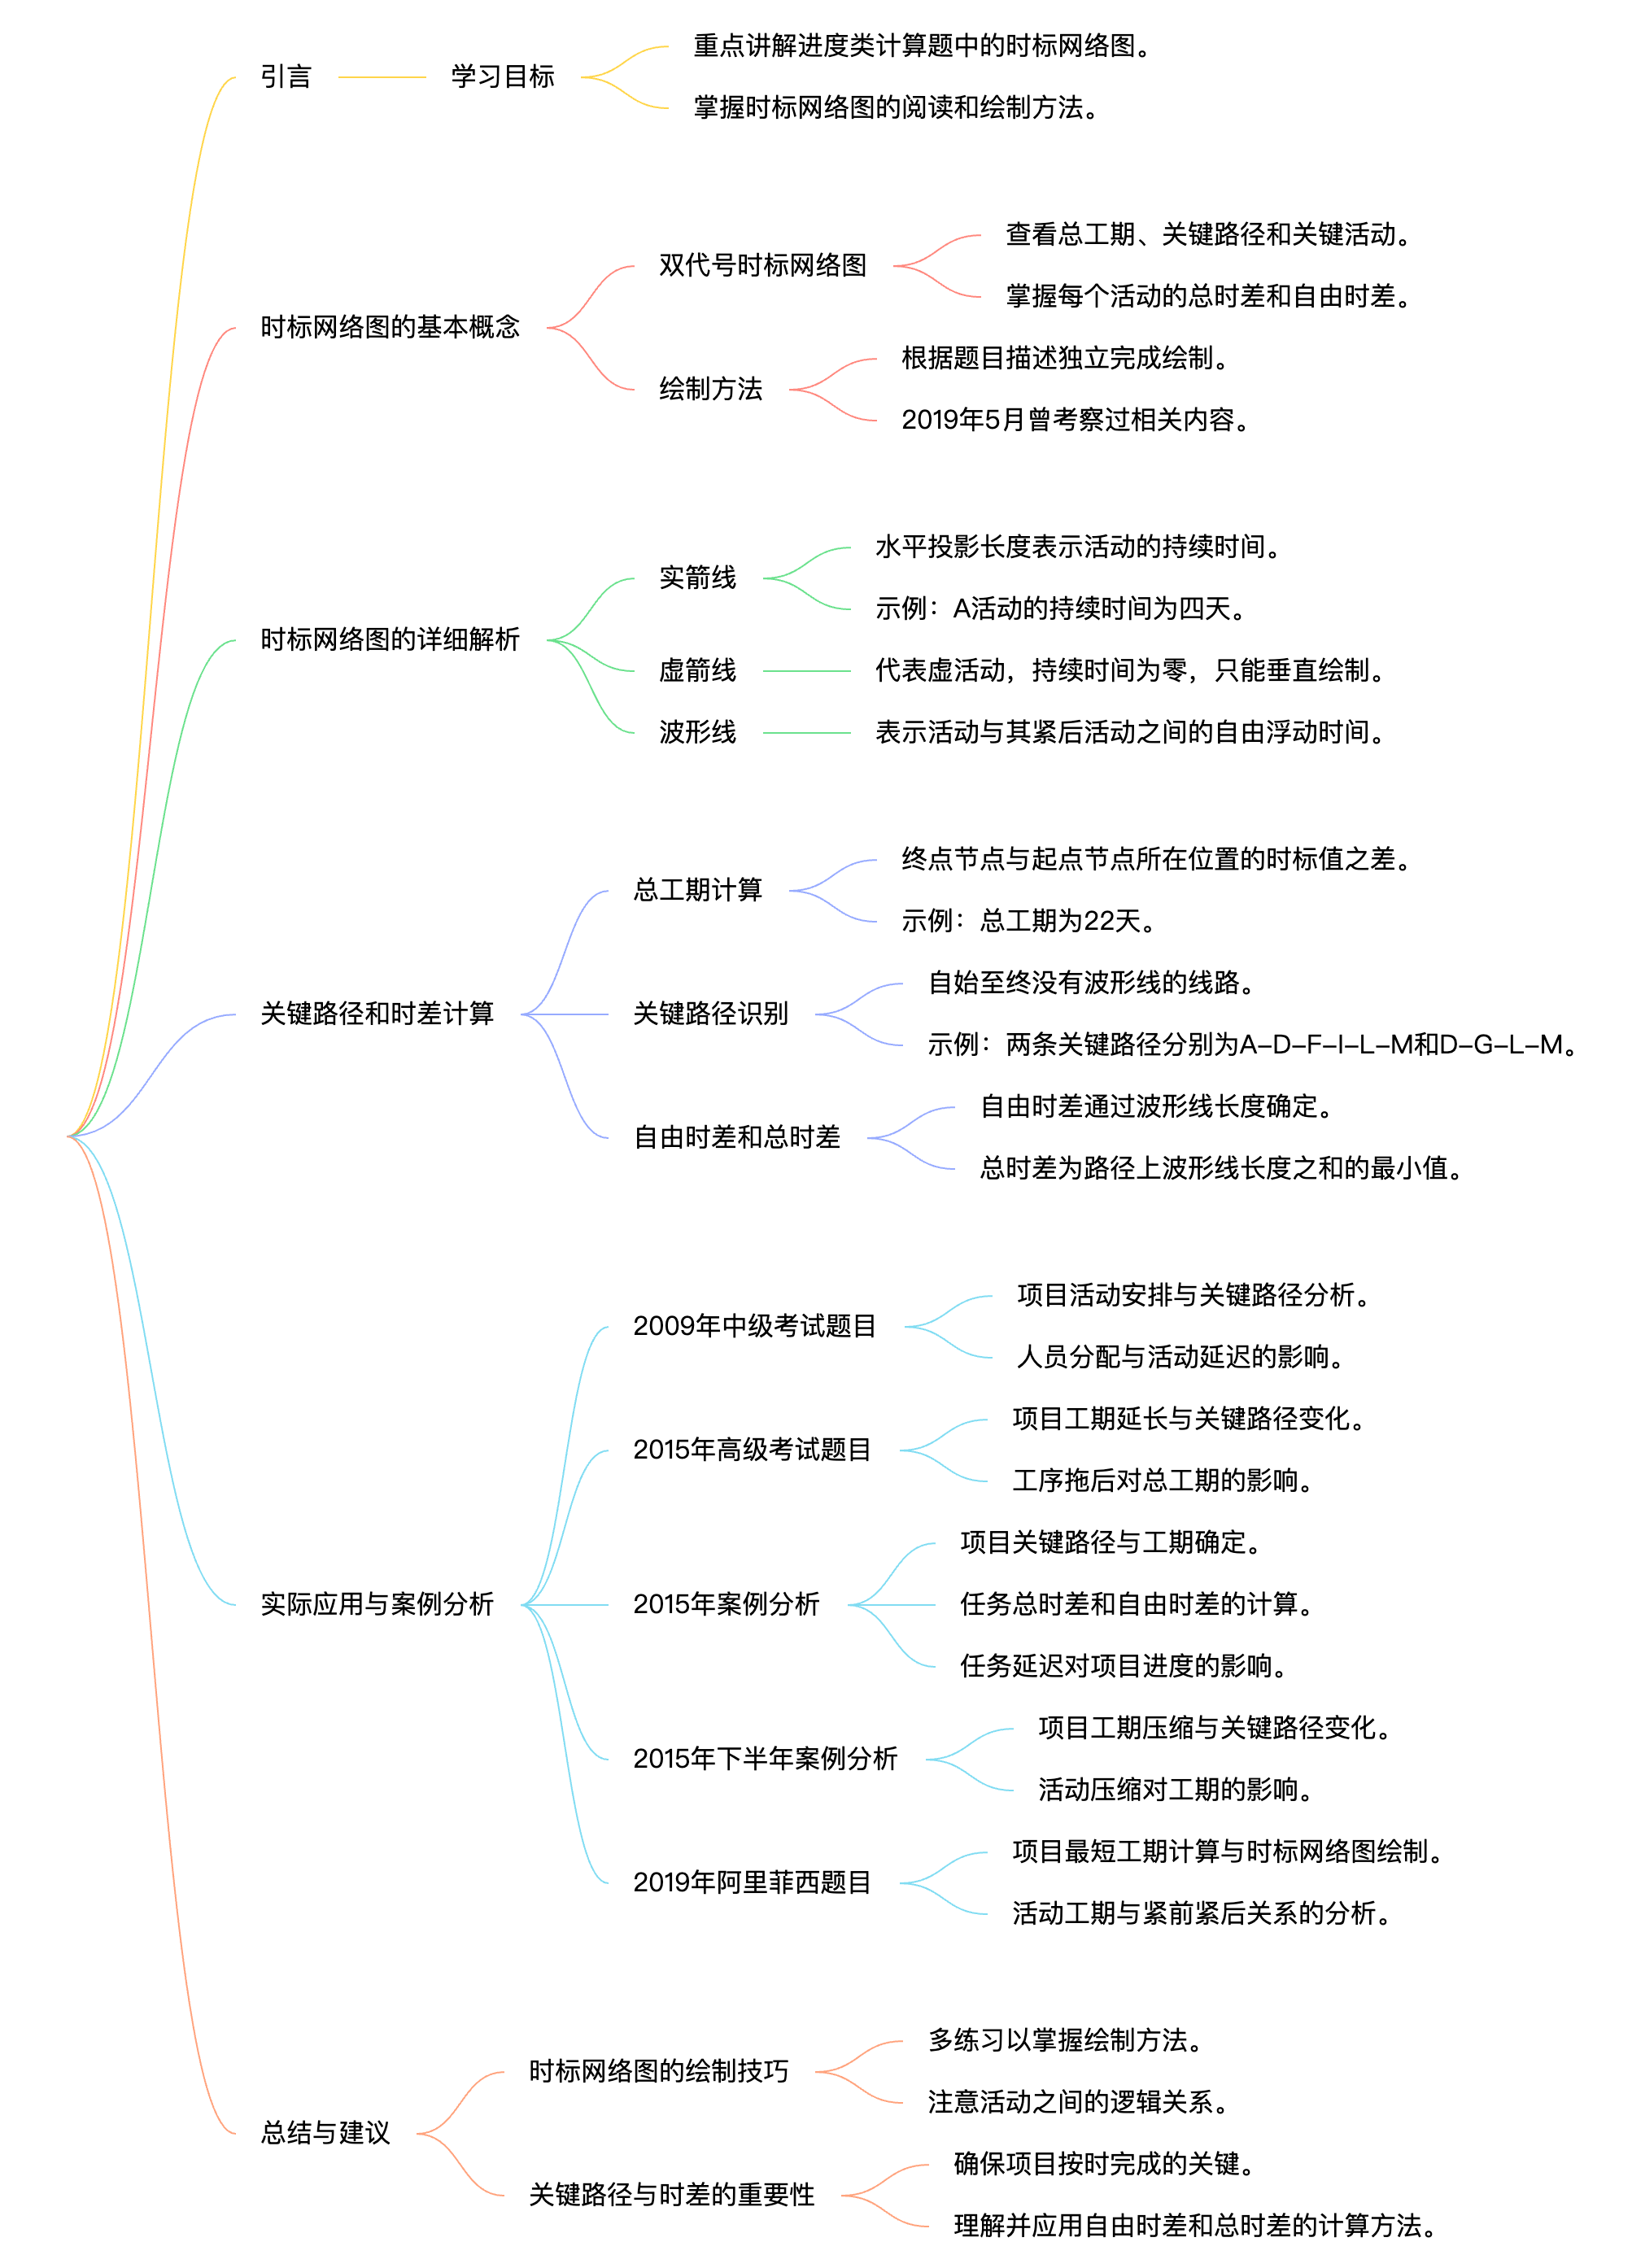 引言
学习目标
重点讲解进度类计算题中的时标网络图。
掌握时标网络图的阅读和绘制方法。
时标网络图的基本概念
双代号时标网络图
查看总工期、关键路径和关键活动。
掌握每个活动的总时差和自由时差。
绘制方法
根据题目描述独立完成绘制。
2019年5月曾考察过相关内容。
时标网络图的详细解析
实箭线
水平投影长度表示活动的持续时间。
示例：A活动的持续时间为四天。
虚箭线
代表虚活动，持续时间为零，只能垂直绘制。
波形线
表示活动与其紧后活动之间的自由浮动时间。
关键路径和时差计算
总工期计算
终点节点与起点节点所在位置的时标值之差。
示例：总工期为22天。
关键路径识别
自始至终没有波形线的线路。
示例：两条关键路径分别为A-D-F-I-L-M和D-G-L-M。
自由时差和总时差
自由时差通过波形线长度确定。
总时差为路径上波形线长度之和的最小值。
实际应用与案例分析
2009年中级考试题目
项目活动安排与关键路径分析。
人员分配与活动延迟的影响。
2015年高级考试题目
项目工期延长与关键路径变化。
工序拖后对总工期的影响。
2015年案例分析
项目关键路径与工期确定。
任务总时差和自由时差的计算。
任务延迟对项目进度的影响。
2015年下半年案例分析
项目工期压缩与关键路径变化。
活动压缩对工期的影响。
2019年阿里菲西题目
项目最短工期计算与时标网络图绘制。
活动工期与紧前紧后关系的分析。
总结与建议
时标网络图的绘制技巧
多练习以掌握绘制方法。
注意活动之间的逻辑关系。
关键路径与时差的重要性
确保项目按时完成的关键。
理解并应用自由时差和总时差的计算方法。